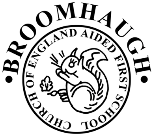 •BROOMHAUGH•
CHURCH OF ENGLAND AIDED FIRST SCHOOL